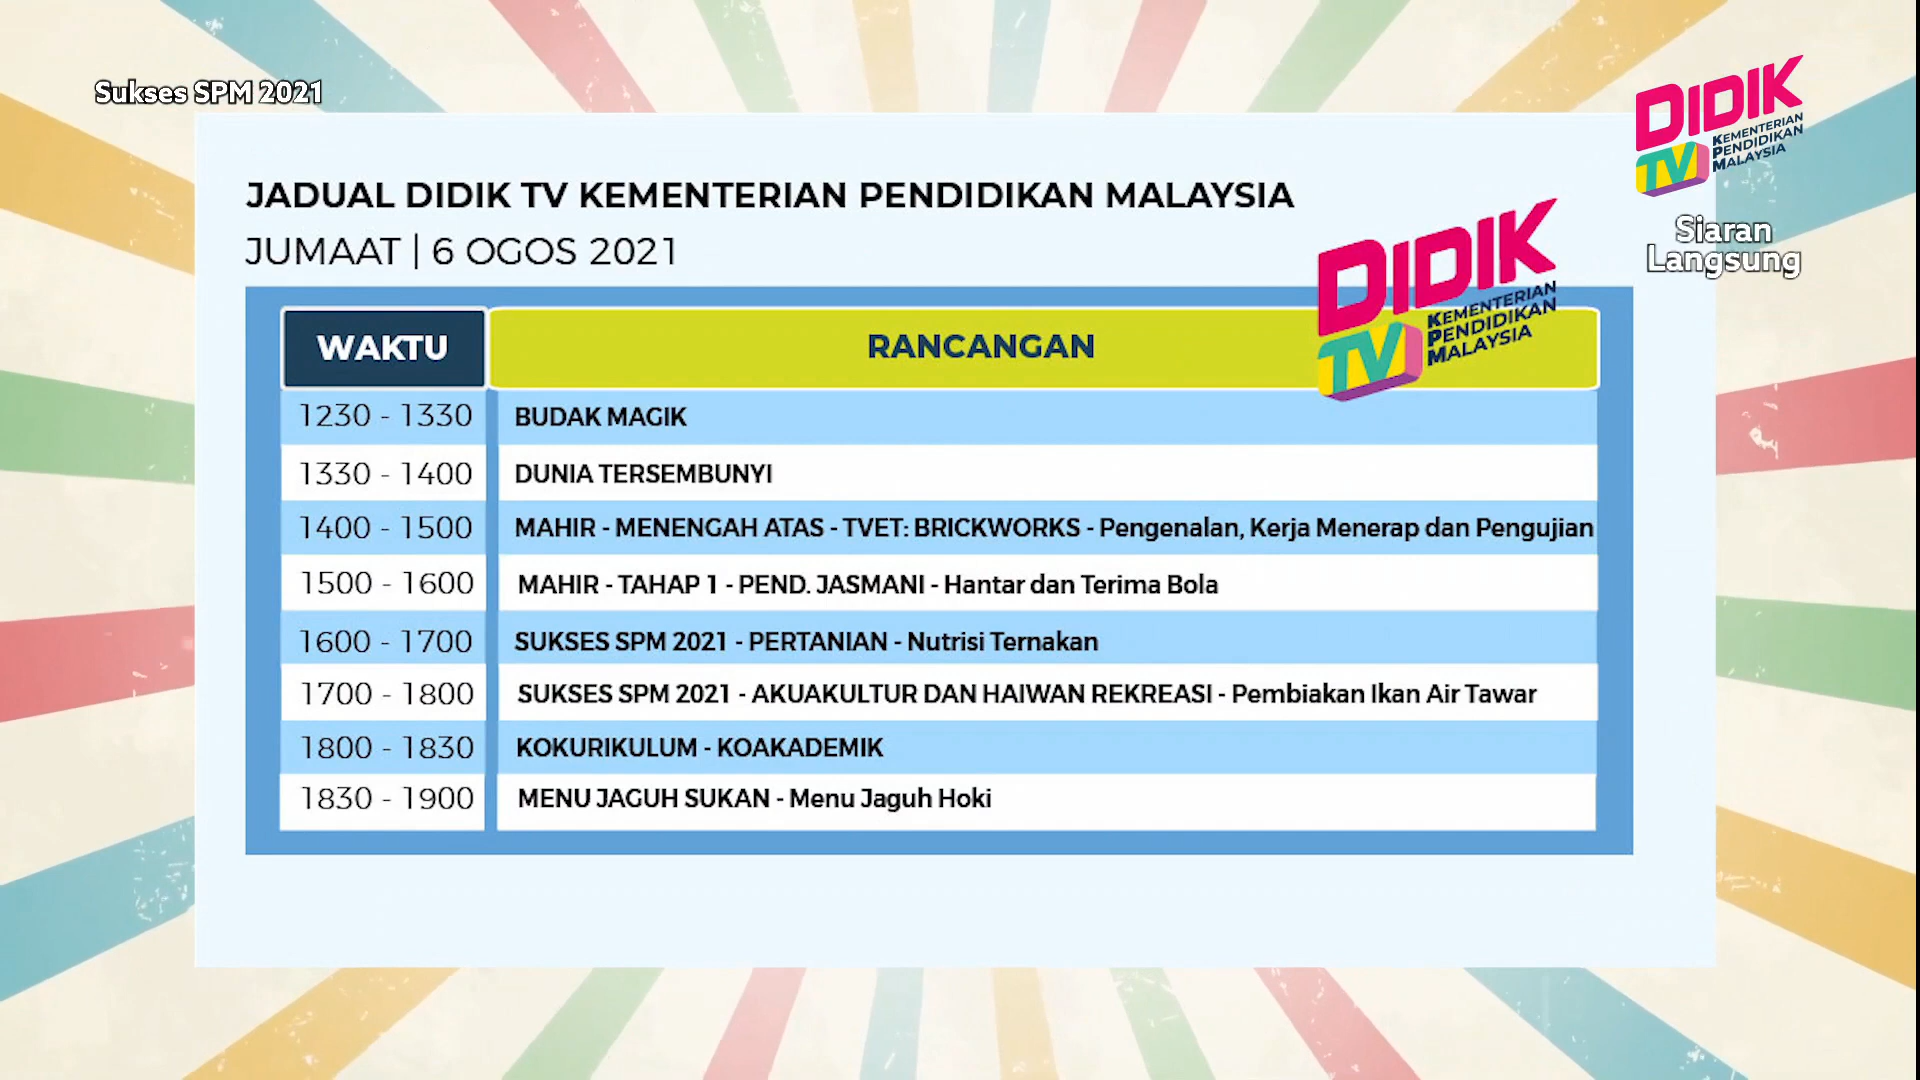 Sukses SPM 2021
DIDIK
TV
KEMENTERIAN
PENDIDIKAN
MALAYSIA
Siaran
Langsung
JADUAL DIDIK TV KEMENTERIAN PENDIDIKAN MALAYSIA
JUMAAT | 6 OGOS 2021
DIDIK
TV
KEMENTERIAN
PENDIDIKAN
MALAYSIA
WAKTU RANCANGAN
1230 - 1330 BUDAK MAGIK
1330 - 1400 DUNIA TERSEMBUNYI
1400 - 1500 MAHIR - MENENGAH ATAS - TVET: BRICKWORKS - Pengenalan, Kerja Menerap dan Pengujian
1500 - 1600 MAHIR - TAHAP 1 - PEND. JASMANI - Hantar dan Terima Bola
1600 - 1700 SUKSES SPM 2021 - PERTANIAN - Nutrisi Ternakan
1700 - 1800 SUKSES SPM 2021 - AKUAKULTUR DAN HAIWAN REKREASI - Pembiakan Ikan Air Tawar
1800 - 1830 KOKURIKULUM - KOAKADEMIK
1830 - 1900 MENU JAGUH SUKAN - Menu Jaguh Hoki